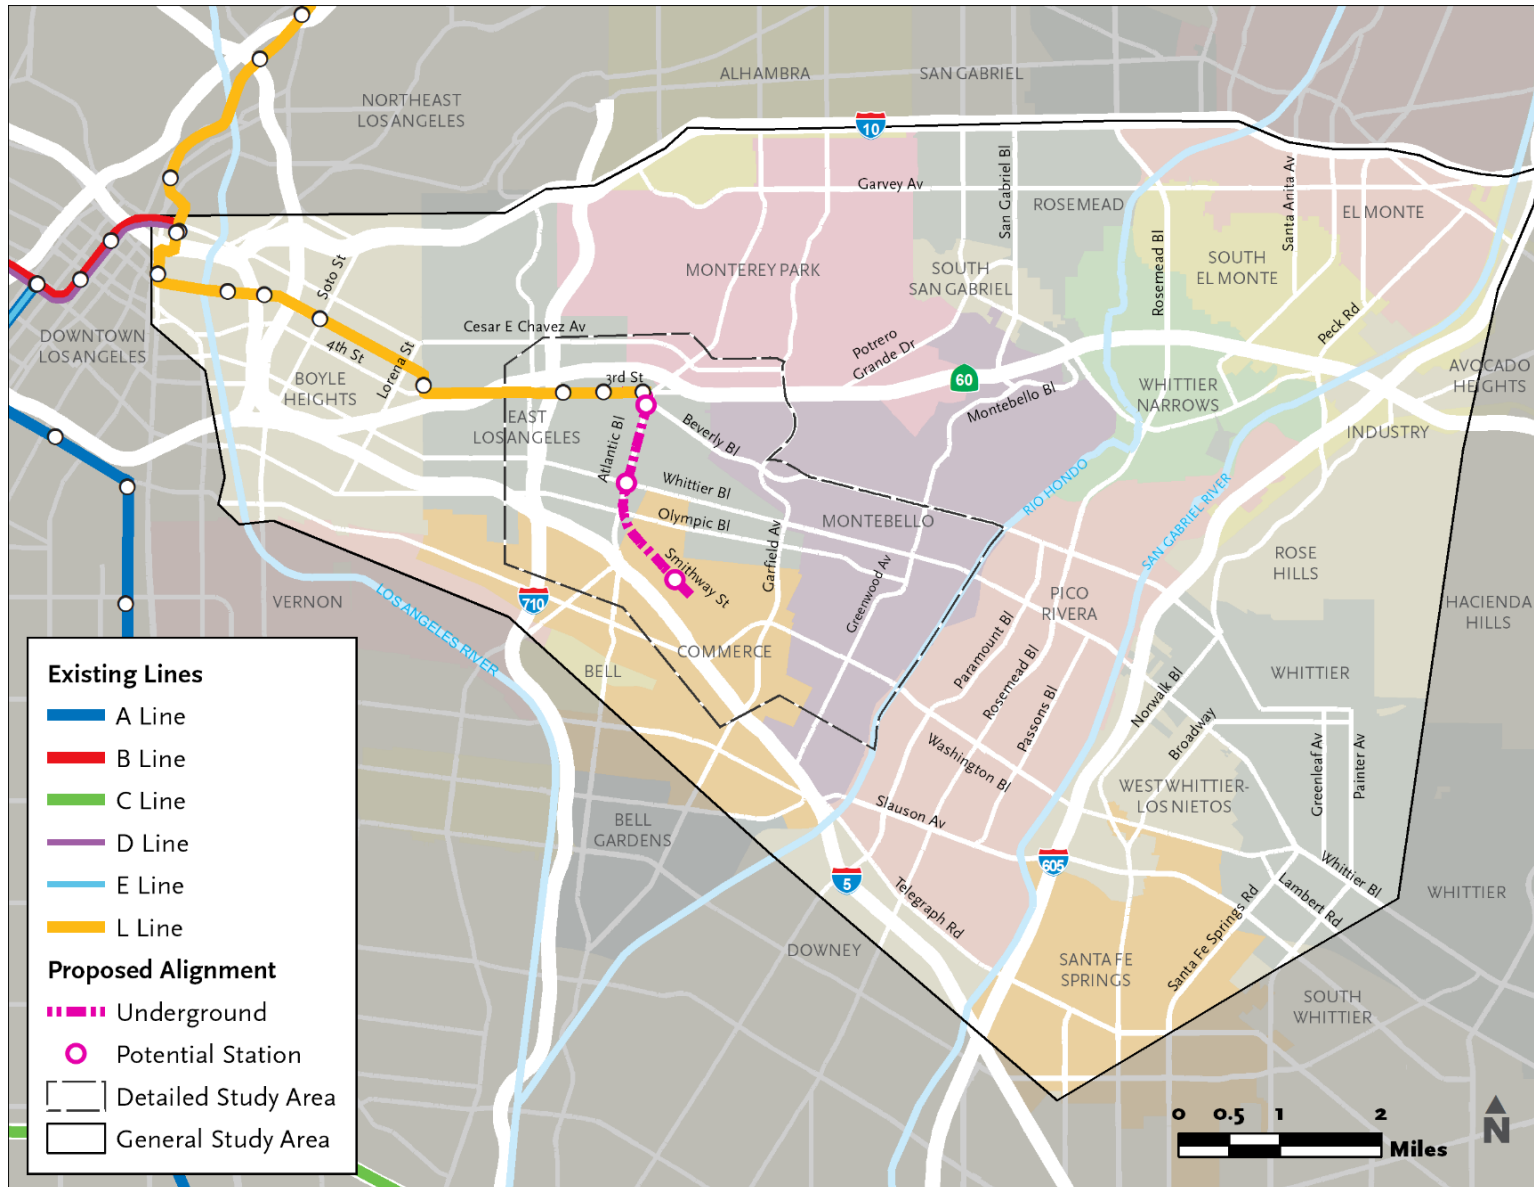 ALHAMBRA
SAN GABRIEL
NORTHEAST
LOS ANGELES
10
Garvey Av
San Gabriel Bl
ROSEMEAD
Santa Anita Av
EL MONTE
Rosemead Bl
SOUTH
EL MONTE
MONTEREY PARK
SOUTH
SAN GABRIEL
Soto St
DOWNTOWN
LOS ANGELES
4th St
Lorena St
Cesar E Chavez Av
Potrero
Grande Dr
Peck Rd
AVOCADO
HEIGHTS
BOYLE
HEIGHTS
3rd St
60
Montebello Bl
WHITTIER
NARROWS
EAST
LOS ANGELES
Atlantic Bl
Beverly Bl
INDUSTRY
Whittier Bl
RIO HONDO
SAN GABRIEL RIVER
Olympic Bl
MONTEBELLO
Garfield Av
Smithway St
Greenwood Av
ROSE
HILLS
HACIENDA
HILLS
VERNON
LOS ANGELES RIVER
710
PICO
RIVERA
COMMERCE
BELL
Paramount Bl
Rosemead Bl
Passons Bl
Norwalk Bl
Broadway
WHITTIER
Washington Bl
Greenleaf Av
Painter Av
WEST WHITTIER-
LOS NIETOS
Slauson Av
BELL
GARDENS
605
5
Whittier Bl
Lambert Rd
WHITTIER
Telegraph Rd
Santa Fe Springs Rd
DOWNEY
SANTA FE
SPRINGS
SOUTH
WHITTIER
Existing Lines
A Line
B Line
C Line
D Line
E Line
L Line
Proposed Alignment
Underground
Potential Station
Detailed Study Area
General Study Area
0 0.5 1 2
Miles
N